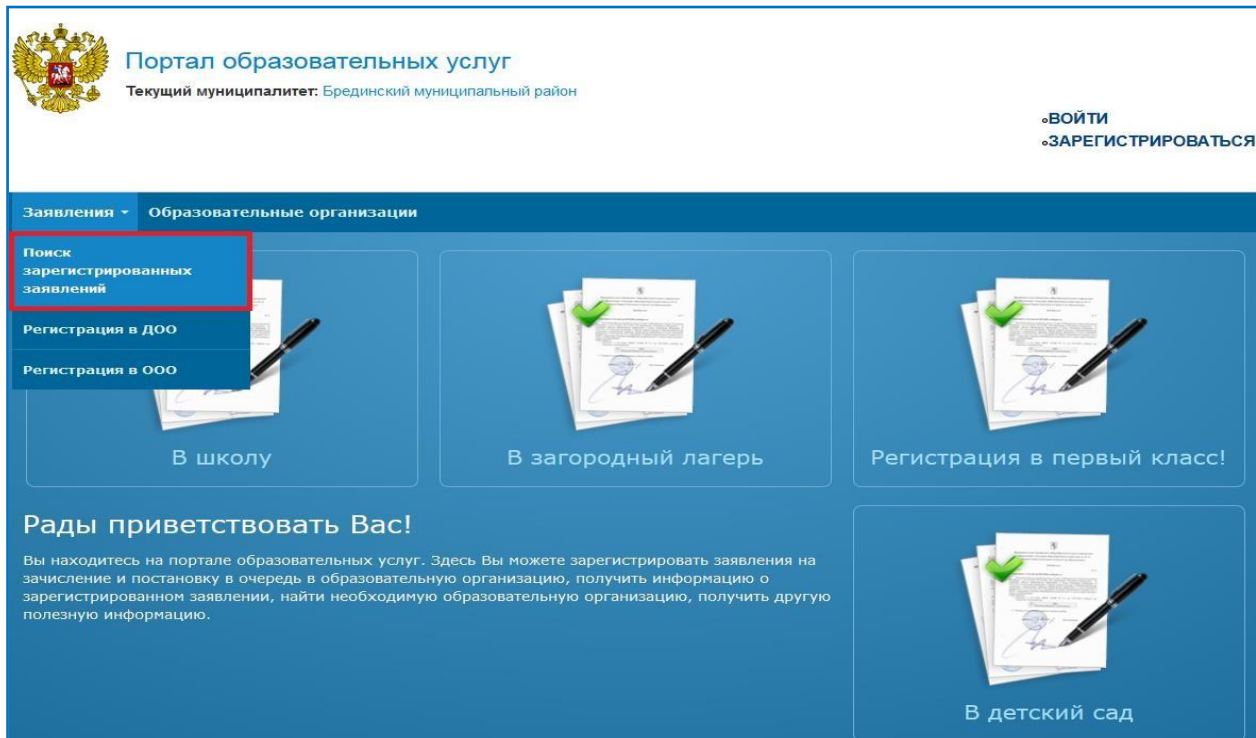 Портал образовательных услуг
Текущий муниципалитет: Брединский муниципальный район
ВОЙТИ
ЗАРЕГИСТРИРОВАТЬСЯ
Заявления Образовательные организации
Поиск
зарегистрированных
заявлений
Регистрация в ДОО
Регистрация в ООО
В школу
В загородный лагерь
Регистрация в первый класс!
Рады приветствовать Вас!
Вы находитесь на портале образовательных услуг. Здесь Вы можете зарегистрировать заявления на
зачисление и постановку в очередь в образовательную организацию, получить информацию о
зарегистрированном заявлении, найти необходимую образовательную организацию, получить другую
полезную информацию.
В детский сад